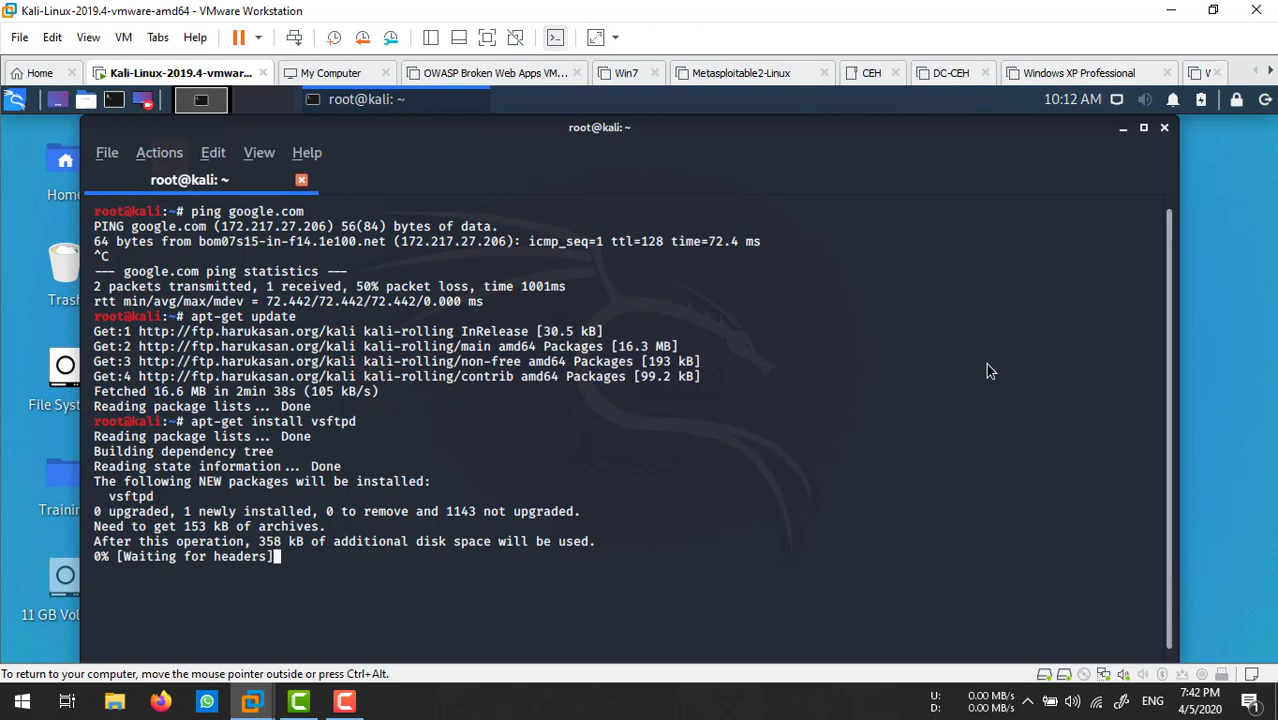 Kali-Linux-2019.4-vmware-amd64 - VMware Workstation
File Edit View VM Tabs Help
Home Kali-Linux-2019.4-vmwar... My Computer OWASP Broken Web Apps VM... Win7 Metasploitable2-Linux CEH DC-CEH Windows XP Professional W
root@kali: ~ 10:12 AM
root@kali: ~
File Actions Edit View Help
root@kali: ~
root@kali:~# ping google.com
PING google.com (172.217.27.206) 56(84) bytes of data.
64 bytes from bom07s15-in-f14.1e100.net (172.217.27.206): icmp_seq=1 ttl=128 time=72.4 ms
^C
--- google.com ping statistics ---
2 packets transmitted, 1 received, 50% packet loss, time 1001ms
rtt min/avg/max/mdev = 72.442/72.442/72.442/0.000 ms
root@kali:~# apt-get update
Get:1 http://ftp.harukasan.org/kali kali-rolling InRelease [30.5 kB]
Get:2 http://ftp.harukasan.org/kali kali-rolling/main amd64 Packages [16.3 MB]
Get:3 http://ftp.harukasan.org/kali kali-rolling/non-free amd64 Packages [193 kB]
Get:4 http://ftp.harukasan.org/kali kali-rolling/contrib amd64 Packages [99.2 kB]
Fetched 16.6 MB in 2min 38s (105 kB/s)
Reading package lists... Done
root@kali:~# apt-get install vsftpd
Reading package lists... Done
Building dependency tree
Reading state information... Done
The following NEW packages will be installed:
vsftpd
0 upgraded, 1 newly installed, 0 to remove and 1143 not upgraded.
Need to get 153 kB of archives.
After this operation, 358 kB of additional disk space will be used.
0% [Waiting for headers]
Home
Trash
File Sys
Training
11 GB Vol
To return to your computer, move the mouse pointer outside or press Ctrl+Alt.
U: 0.00 MB/s
D: 0.00 MB/s
ENG
7:42 PM
4/5/2020
1